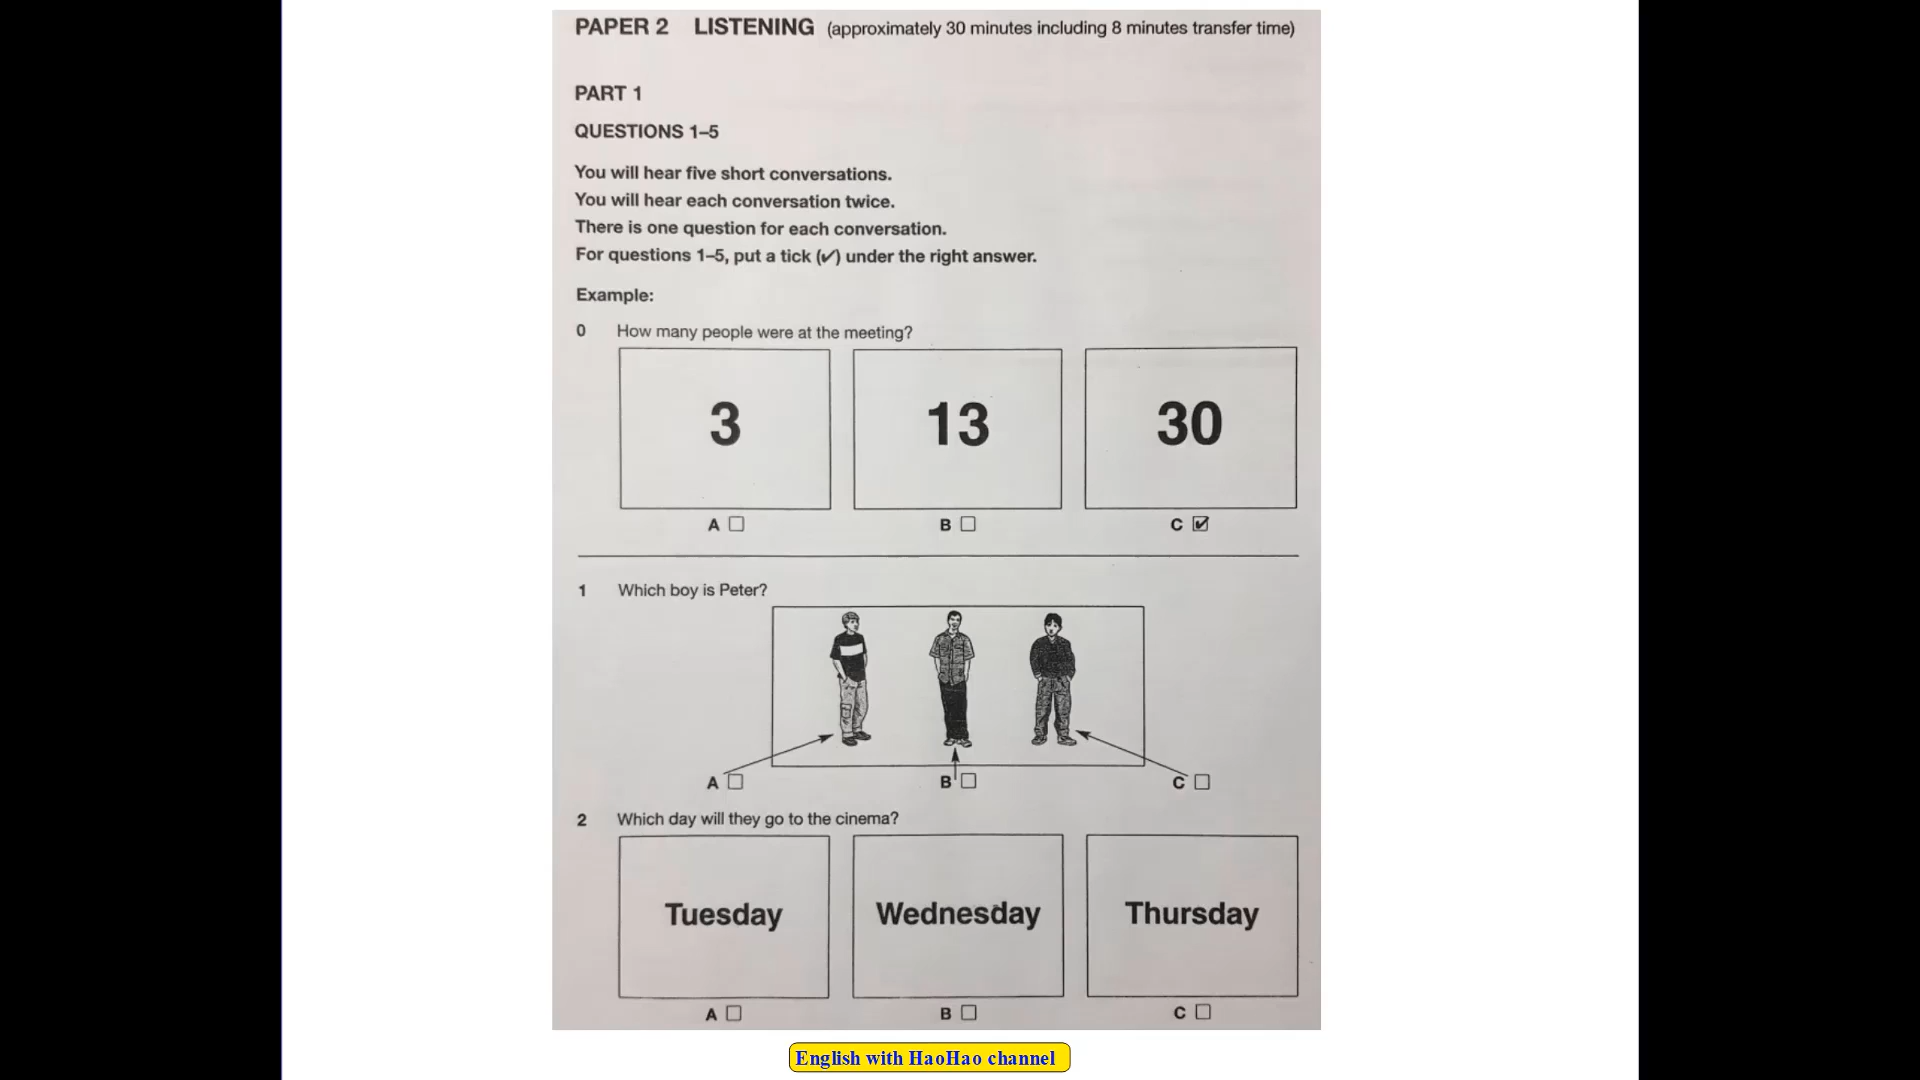 PAPER 2 LISTENING (approximately 30 minutes including 8 minutes transfer time)
PART 1
QUESTIONS 1–5
You will hear five short conversations.
You will hear each conversation twice.
There is one question for each conversation.
For questions 1–5, put a tick (✔) under the right answer.
Example:
0 How many people were at the meeting?
3 13 30
A ☐ B ☐ C ☑
1 Which boy is Peter?
A ☐ B ☐ C ☐
2 Which day will they go to the cinema?
Tuesday Wednesday Thursday
A ☐ B ☐ C ☐
English with HaoHao channel